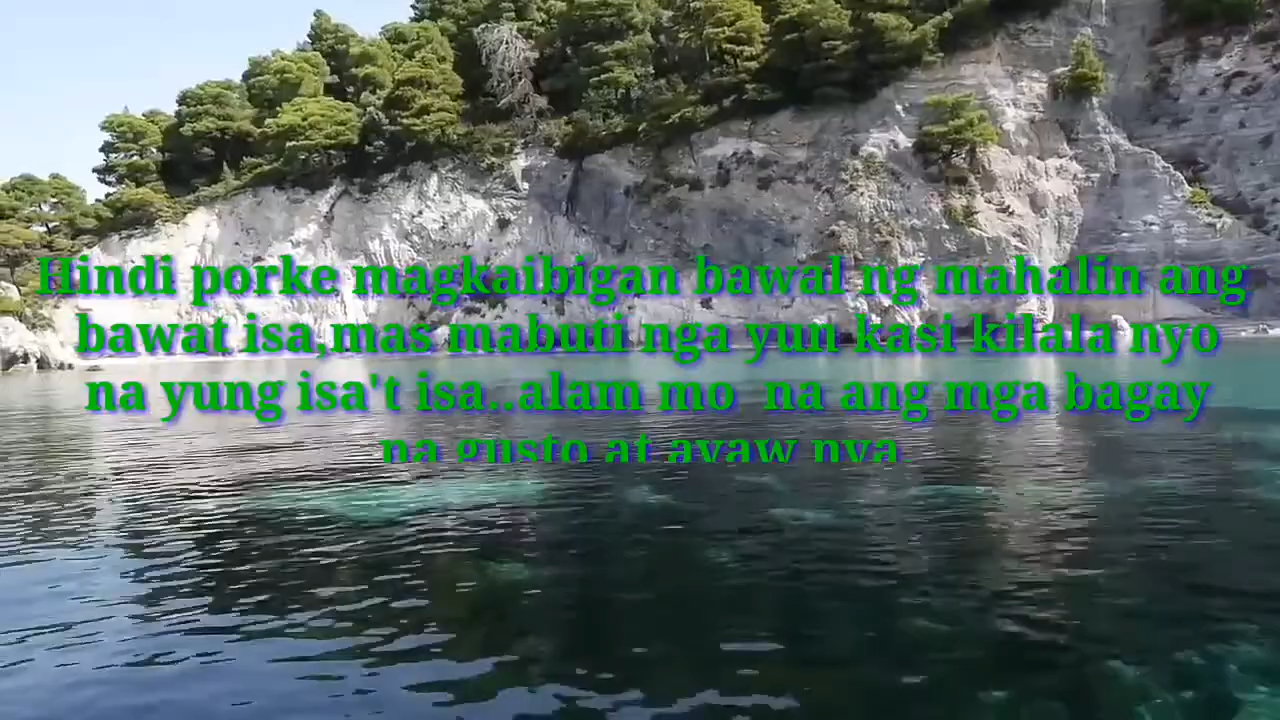 Hindi porke magkaibigan bawal ng mahalin ang
bawat isa,mas mabuti nga yun kasi kilala nyo
na yung isa't isa..alam mo na ang mga bagay
na gusto at ayaw nya